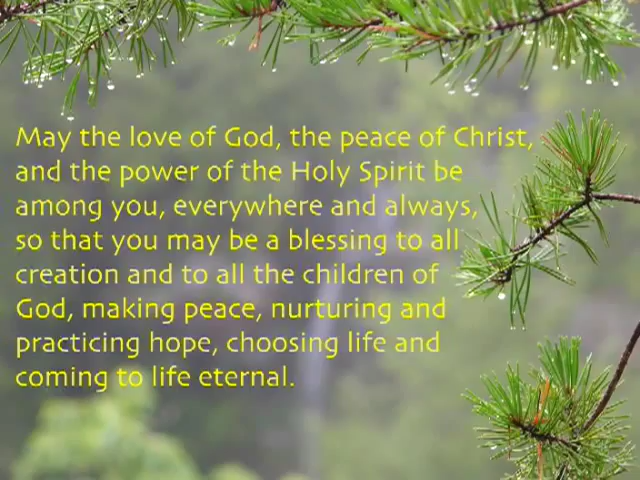 May the love of God, the peace of Christ,
and the power of the Holy Spirit be
among you, everywhere and always,
so that you may be a blessing to all
creation and to all the children of
God, making peace, nurturing and
practicing hope, choosing life and
coming to life eternal.